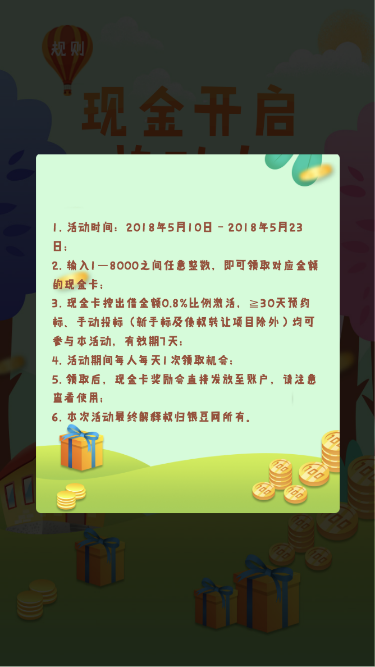 规则
现金开启
1. 活动时间：2018年5月10日 - 2018年5月23
日；
2. 输入1—8000之间任意整数，即可领取对应金额
的现金卡；
3. 现金卡按出借金额0.8%比例激活，≥30天预约
标、手动投标（新手标及债权转让项目除外）均可
参与本活动，有效期7天；
4. 活动期间每人每天1次领取机会；
5. 领取后，现金卡奖励会直接发放至账户，请注意
查看使用；
6. 本次活动最终解释权归银豆网所有。
100
100
100